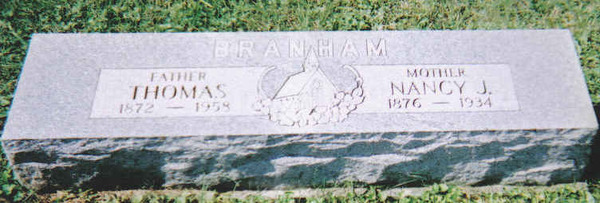 BRANHAM
FATHER
THOMAS
1872 — 1958
MOTHER
NANCY J.
1876 — 1934